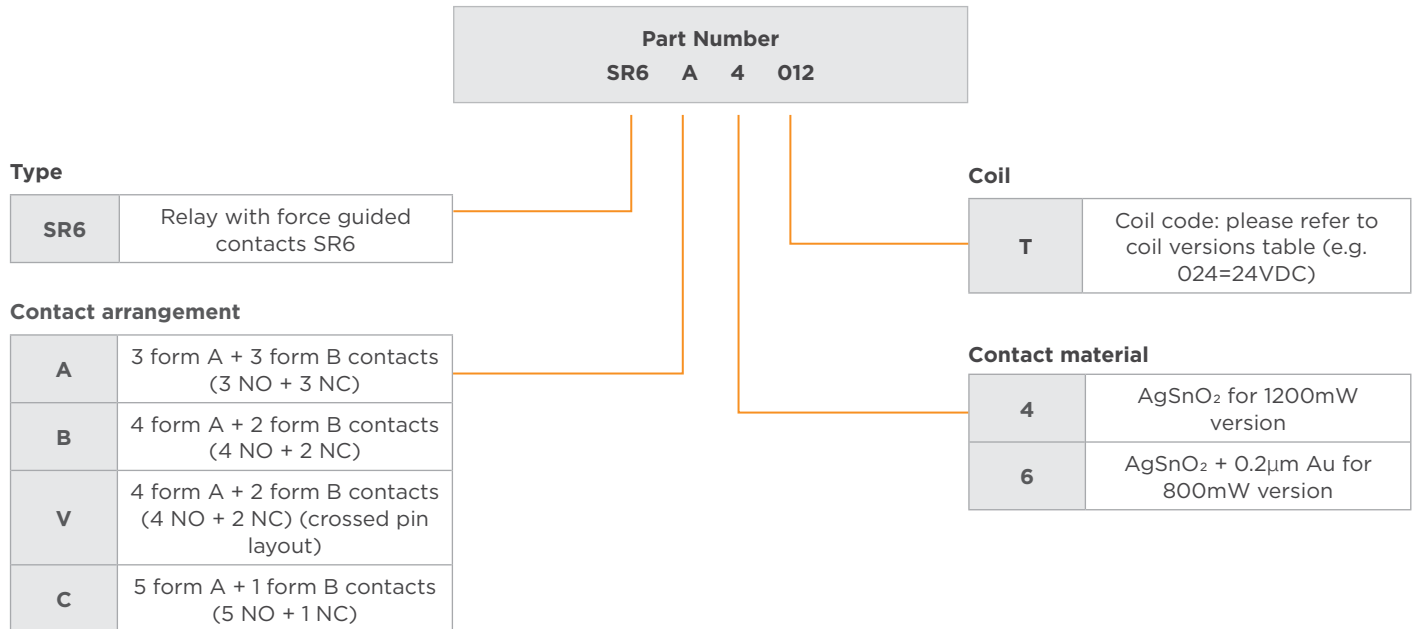 Part Number
SR6 A 4 012
Type
SR6
Relay with force guided
contacts SR6
Contact arrangement
A
3 form A + 3 form B contacts
(3 NO + 3 NC)
B
4 form A + 2 form B contacts
(4 NO + 2 NC)
V
4 form A + 2 form B contacts
(4 NO + 2 NC) (crossed pin
layout)
C
5 form A + 1 form B contacts
(5 NO + 1 NC)
Coil
T
Coil code: please refer to
coil versions table (e.g.
024=24VDC)
Contact material
4
AgSnO₂ for 1200mW
version
6
AgSnO₂ + 0.2µm Au for
800mW version